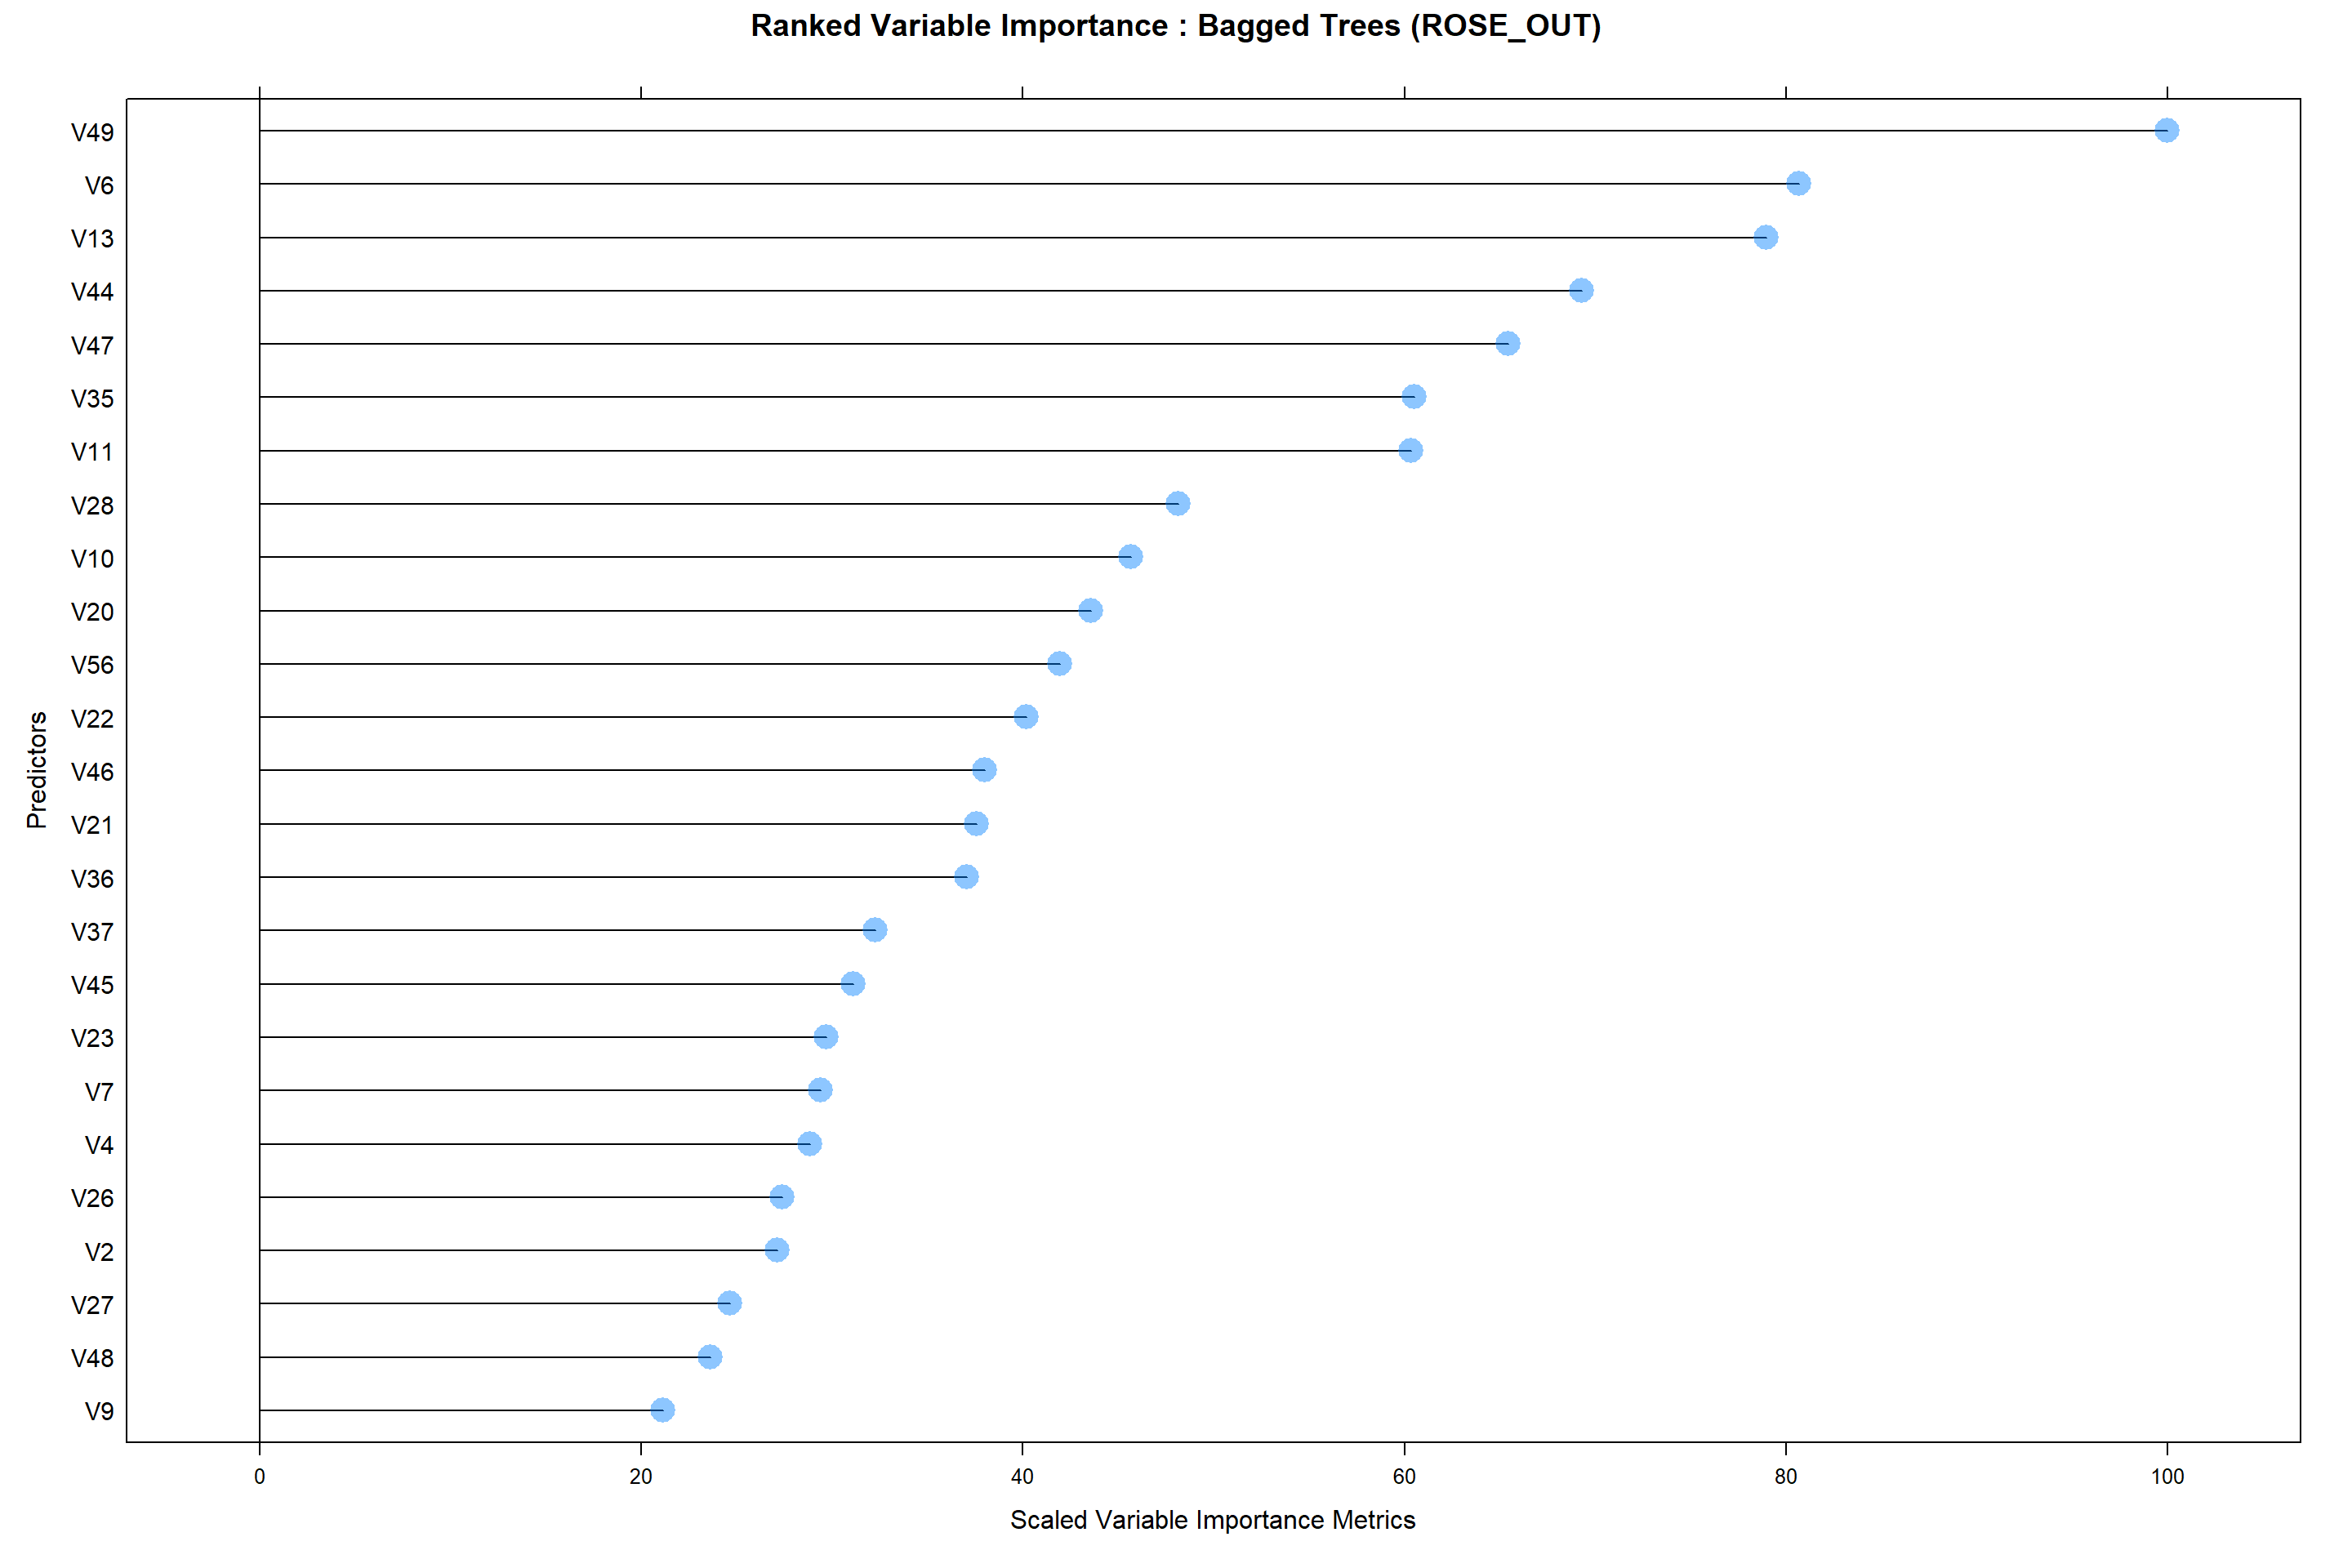 Ranked Variable Importance : Bagged Trees (ROSE_OUT)
Predictors
V49
V6
V13
V44
V47
V35
V11
V28
V10
V20
V56
V22
V46
V21
V36
V37
V45
V23
V7
V4
V26
V2
V27
V48
V9
0 20 40 60 80 100
Scaled Variable Importance Metrics